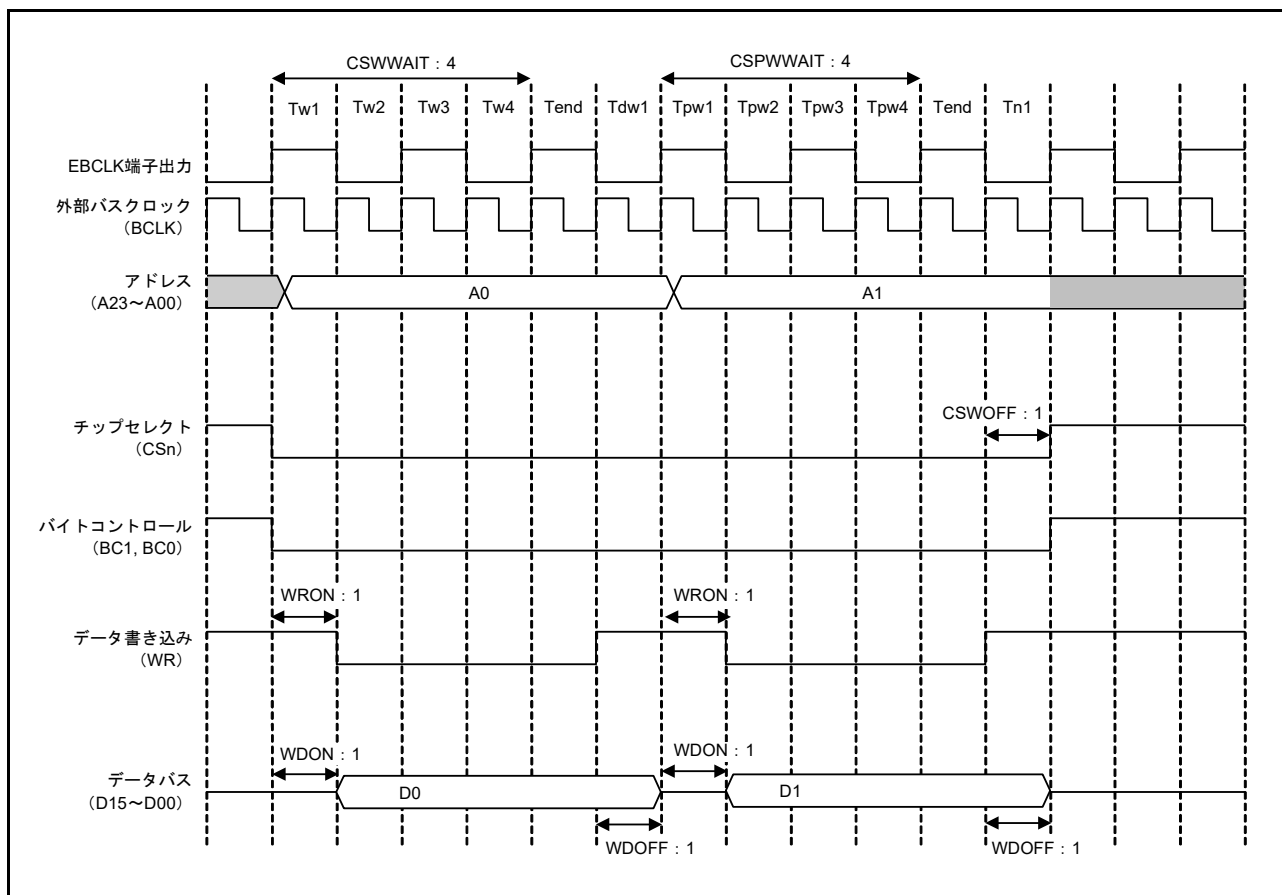 CSWWAIT：4
CSPWWAIT：4
Tw1 Tw2 Tw3 Tw4 Tend Tdw1 Tpw1 Tpw2 Tpw3 Tpw4 Tend Tn1
EBCLK端子出力
外部バスクロック
（BCLK）
アドレス
（A23～A00）
A0
A1
チップセレクト
（CSn）
CSWOFF：1
バイトコントロール
（BC1, BC0）
WRON：1
WRON：1
データ書き込み
（WR）
WDON：1
WDON：1
データバス
（D15～D00）
D0
D1
WDOFF：1
WDOFF：1